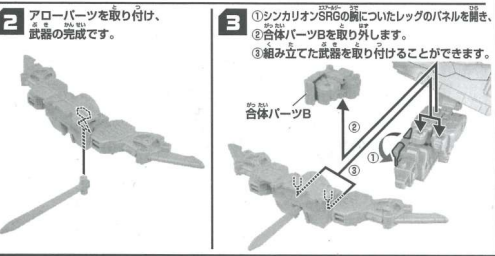 2 アローパーツを取り付け、
武器の完成です。
3 ①シンカリオンSRGの腕についたレッグのパネルを開き、
②合体パーツBを取り外します。
③組み立てた武器を取り付けることができます。
合体パーツB
②
①
③